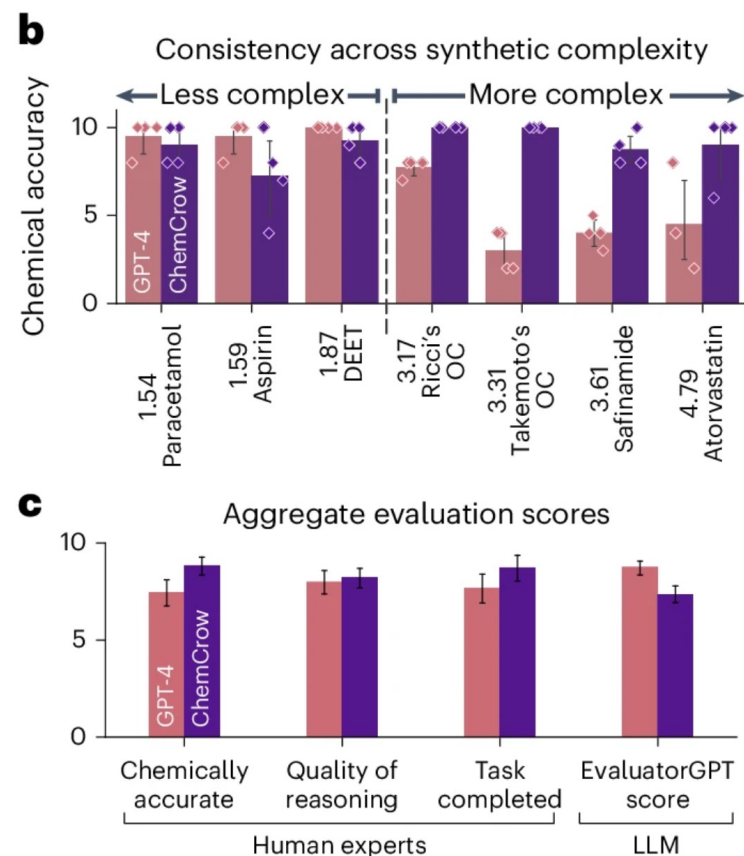 b
Consistency across synthetic complexity
Less complex
More complex
Chemical accuracy
10
5
0
GPT-4
ChemCrow
1.54
Paracetamol
1.59
Aspirin
1.87
DEET
3.17
Ricci’s
OC
3.31
Takemoto’s
OC
3.61
Safinamide
4.79
Atorvastatin
c
Aggregate evaluation scores
10
5
0
GPT-4
ChemCrow
Chemically
accurate
Quality of
reasoning
Task
completed
EvaluatorGPT
score
Human experts
LLM